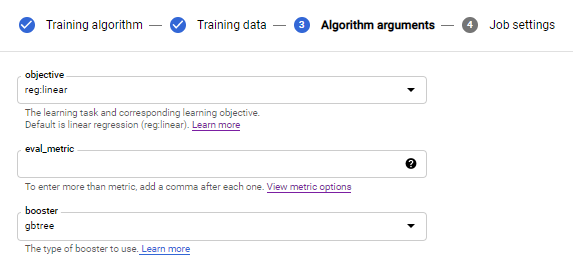 Training algorithm — Training data — 3 Algorithm arguments — 4 Job settings
objective
reg:linear
The learning task and corresponding learning objective.
Default is linear regression (reg:linear). Learn more
eval_metric
?
To enter more than metric, add a comma after each one. View metric options
booster
gbtree
The type of booster to use. Learn more